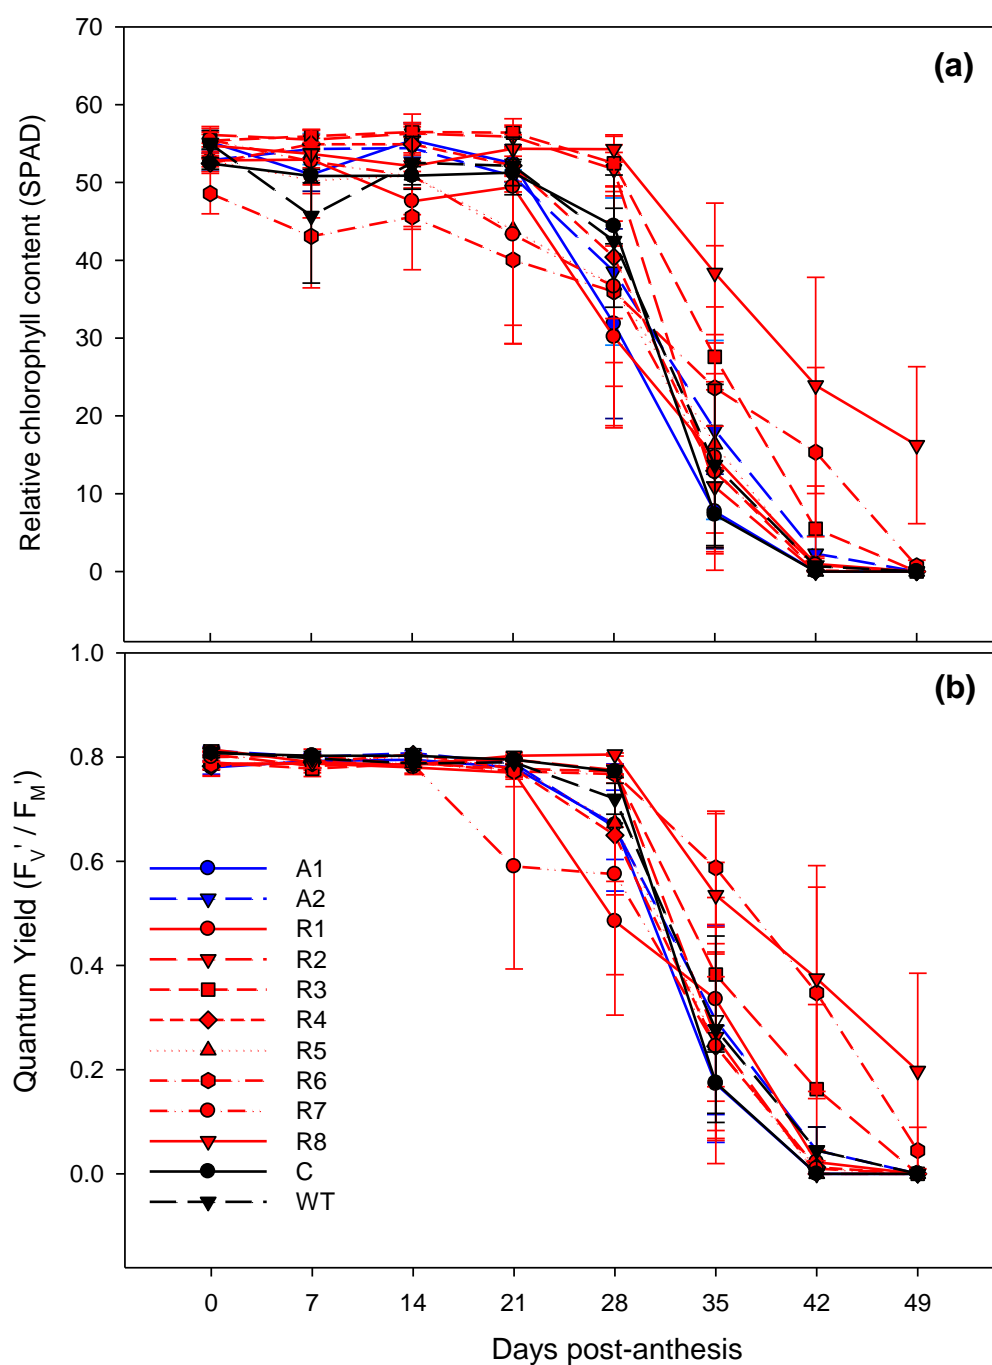 70
(a)
60
50
40
30
20
10
0
Relative chlorophyll content (SPAD)
1.0
(b)
0.8
0.6
0.4
0.2
0.0
Quantum Yield (FV' / FM')
A1
A2
R1
R2
R3
R4
R5
R6
R7
R8
C
WT
0 7 14 21 28 35 42 49
Days post-anthesis